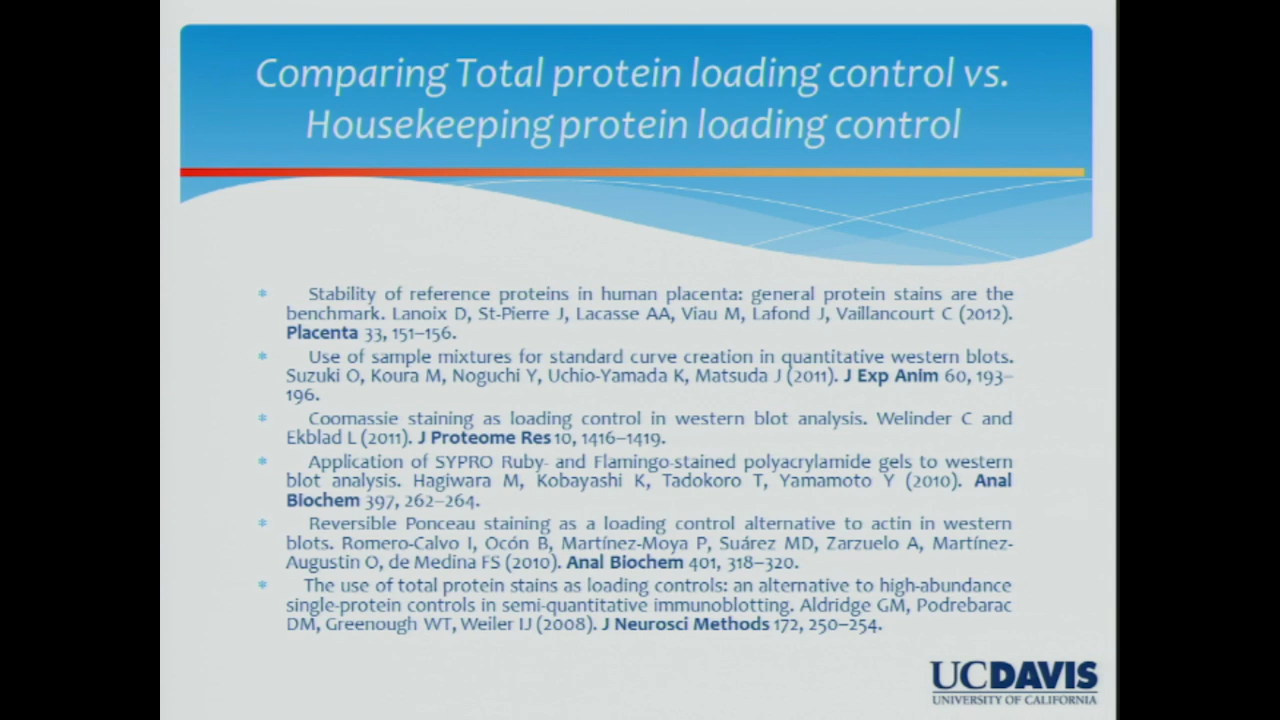 Comparing Total protein loading control vs.
Housekeeping protein loading control
* Stability of reference proteins in human placenta: general protein stains are the
benchmark. Lanoix D, St-Pierre J, Lacasse AA, Viau M, Lafond J, Vaillancourt C (2012).
Placenta 33, 151–156.
* Use of sample mixtures for standard curve creation in quantitative western blots.
Suzuki O, Koura M, Noguchi Y, Uchio-Yamada K, Matsuda J (2011). J Exp Anim 60, 193–
196.
* Coomassie staining as loading control in western blot analysis. Welinder C and
Ekblad L (2011). J Proteome Res 10, 1416–1419.
* Application of SYPRO Ruby- and Flamingo-stained polyacrylamide gels to western
blot analysis. Hagiwara M, Kobayashi K, Tadokoro T, Yamamoto Y (2010). Anal
Biochem 397, 262–264.
* Reversible Ponceau staining as a loading control alternative to actin in western
blots. Romero-Calvo I, Ocón B, Martínez-Moya P, Suárez MD, Zarzuelo A, Martínez-
Augustin O, de Medina FS (2010). Anal Biochem 401, 318–320.
* The use of total protein stains as loading controls: an alternative to high-abundance
single-protein controls in semi-quantitative immunoblotting. Aldridge GM, Podrebarac
DM, Greenough WT, Weiler IJ (2008). J Neurosci Methods 172, 250–254.
UCDAVIS
UNIVERSITY OF CALIFORNIA